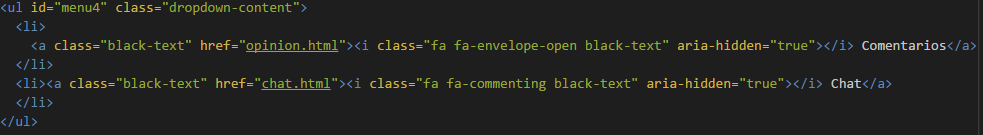 <ul id="menu4" class="dropdown-content">
  <li>
    <a class="black-text" href="opinion.html"><i class="fa fa-envelope-open black-text" aria-hidden="true"></i> Comentarios</a>
  </li>
  <li><a class="black-text" href="chat.html"><i class="fa fa-commenting black-text" aria-hidden="true"></i> Chat</a>
  </li>
</ul>